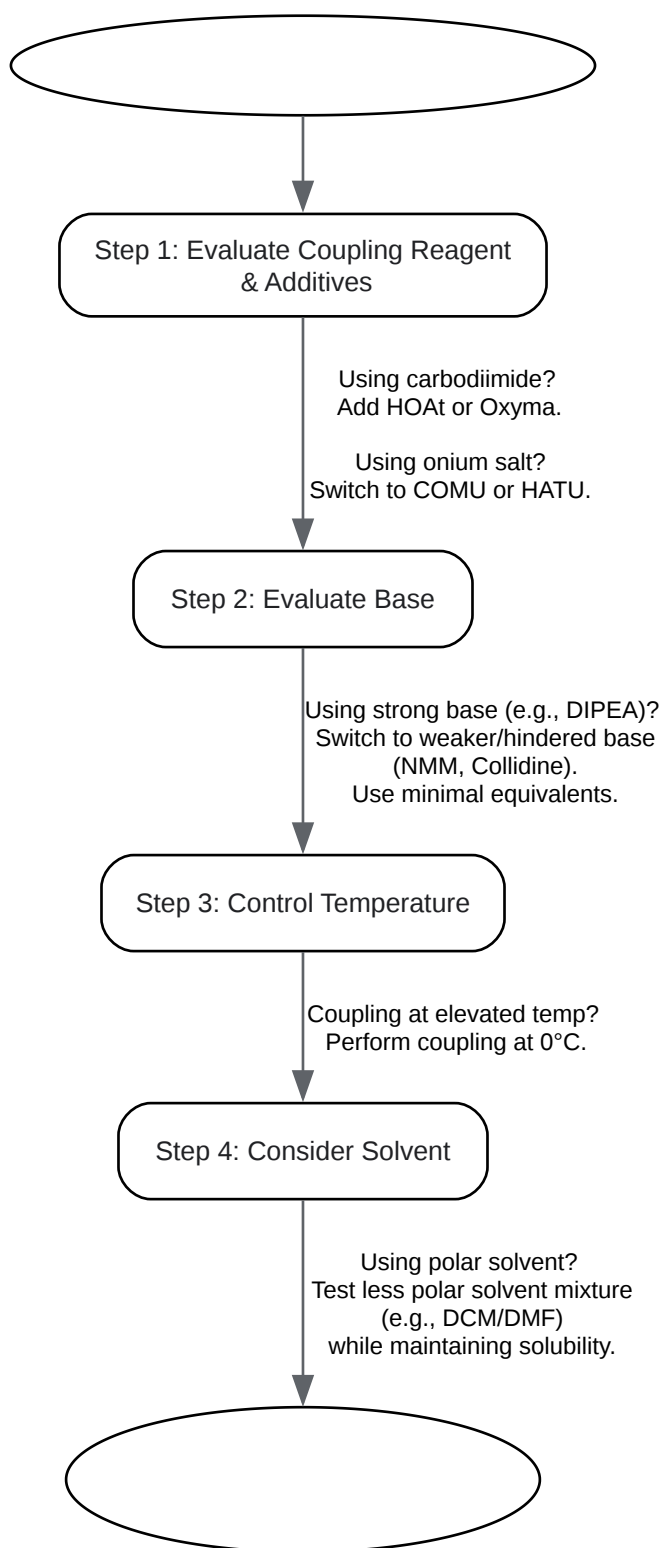 Step 1: Evaluate Coupling Reagent
& Additives
Using carbodiimide?
Add HOAt or Oxyma.
Using onium salt?
Switch to COMU or HATU.
Step 2: Evaluate Base
Using strong base (e.g., DIPEA)?
Switch to weaker/hindered base
(NMM, Collidine).
Use minimal equivalents.
Step 3: Control Temperature
Coupling at elevated temp?
Perform coupling at 0°C.
Step 4: Consider Solvent
Using polar solvent?
Test less polar solvent mixture
(e.g., DCM/DMF)
while maintaining solubility.